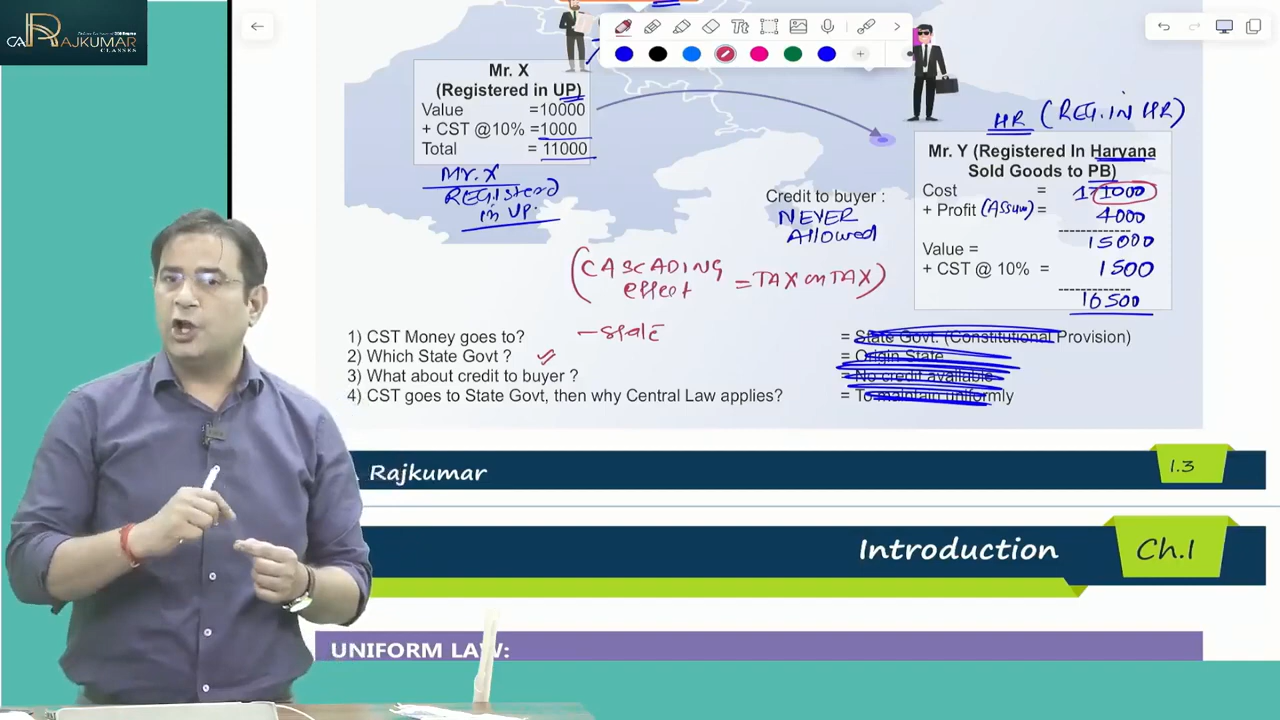 CA RAJKUMAR
CLASSES
Tt
Mr. X
(Registered in UP)
Value =10000
+ CST @10% =1000
Total = 11000
Mr. X
REGistered
in UP.
HR (REG. IN HR)
Mr. Y (Registered In Haryana
Sold Goods to PB)
Cost = 11000
+ Profit (Assum) = 4000
-------------
Value = 15000
+ CST @ 10% = 1500
-------------
16500
Credit to buyer :
NEVER
Allowed
(CASCADING
effect = TAX on TAX)
1) CST Money goes to? – State = State Govt. (Constitutional Provision)
2) Which State Govt ? = Origin State
3) What about credit to buyer ? = No credit available
4) CST goes to State Govt, then why Central Law applies? = To maintain uniformly
Rajkumar
1.3
Introduction
Ch.1
UNIFORM LAW: